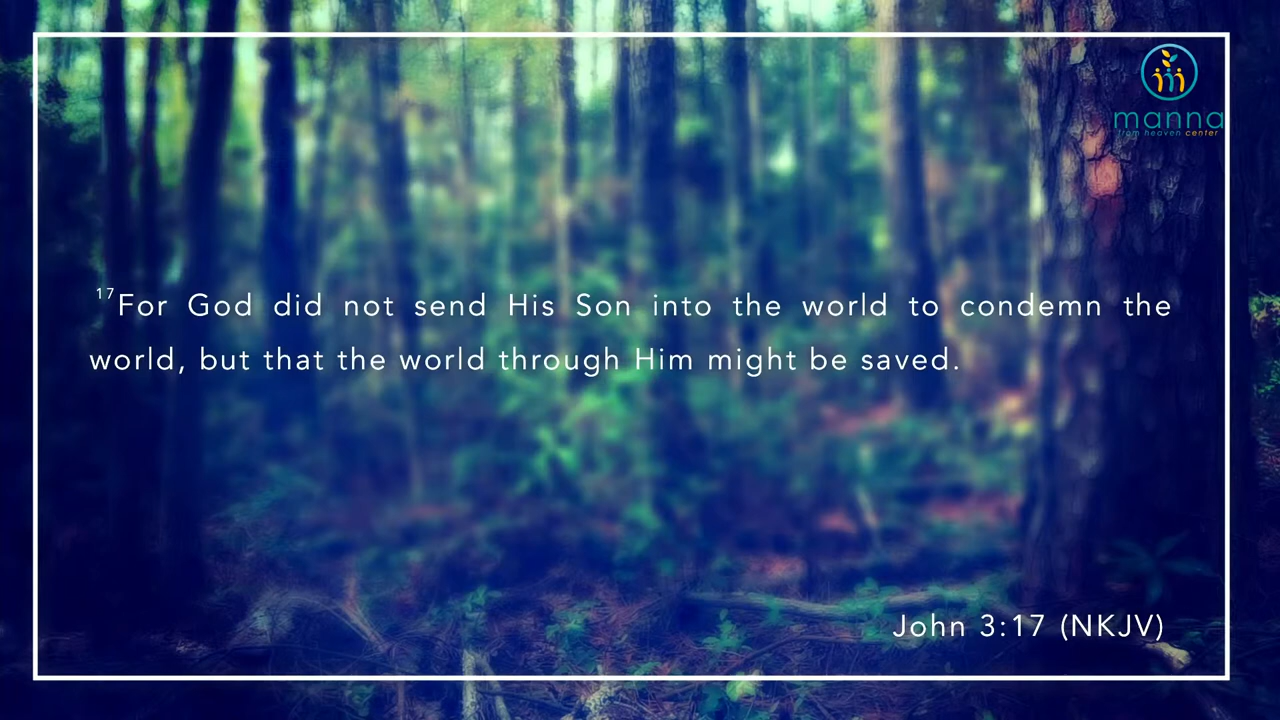 manna
from heaven center
¹⁷For God did not send His Son into the world to condemn the
world, but that the world through Him might be saved.
John 3:17 (NKJV)